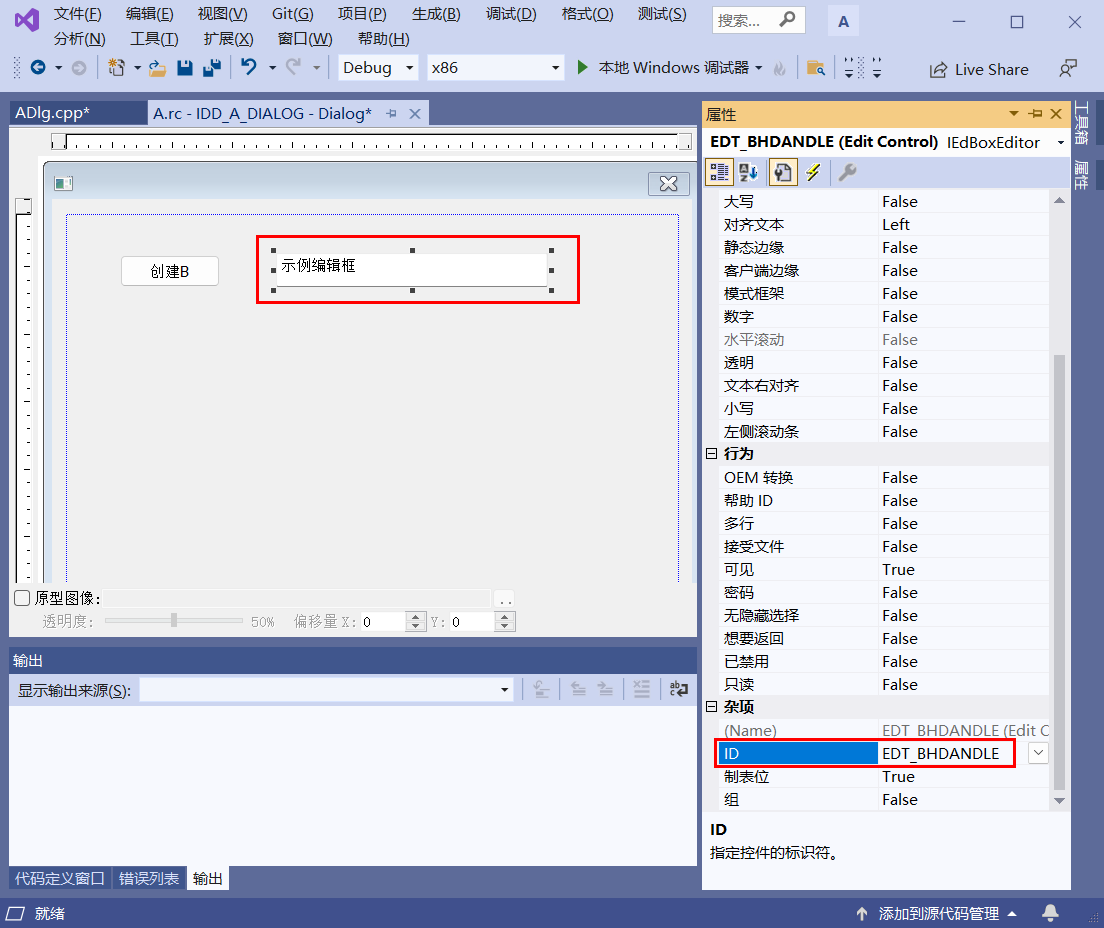 文件(F) 编辑(E) 视图(V) Git(G) 项目(P) 生成(B) 调试(D) 格式(O) 测试(S) 搜索... A
分析(N) 工具(T) 扩展(X) 窗口(W) 帮助(H)
Debug x86 本地 Windows 调试器 Live Share
ADlg.cpp* A.rc - IDD_A_DIALOG - Dialog*
创建B
示例编辑框
原型图像:
..
透明度: 50% 偏移量 X: 0 Y: 0
输出
显示输出来源(S):
代码定义窗口 错误列表 输出
属性
EDT_BHDANDLE (Edit Control) IEdBoxEditor
大写 False
对齐文本 Left
静态边缘 False
客户端边缘 False
模式框架 False
数字 False
水平滚动 False
透明 False
文本右对齐 False
小写 False
左侧滚动条 False
行为
OEM 转换 False
帮助 ID False
多行 False
接受文件 False
可见 True
密码 False
无隐藏选择 False
想要返回 False
已禁用 False
只读 False
杂项
(Name) EDT_BHDANDLE (Edit C
ID EDT_BHDANDLE
制表位 True
组 False
ID
指定控件的标识符。
工具箱
属性
就绪 添加到源代码管理